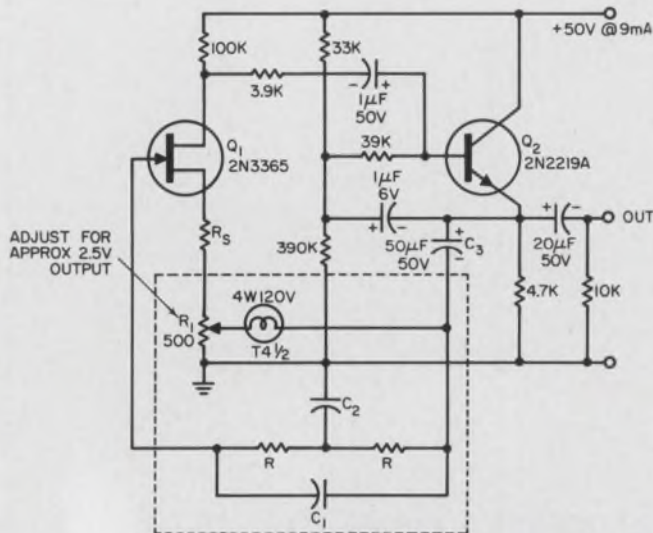 +50V @ 9mA
100K
33K
3.9K
- +
1µF
50V
Q1
2N3365
39K
Q2
2N2219A
1µF
6V
+ -
RS
390K
50µF
50V
+
-
C3
+ -
20µF
50V
OUT
ADJUST FOR
APPROX 2.5V
OUTPUT
4W120V
R1
500
T4 1/2
4.7K
10K
C2
R
R
C1